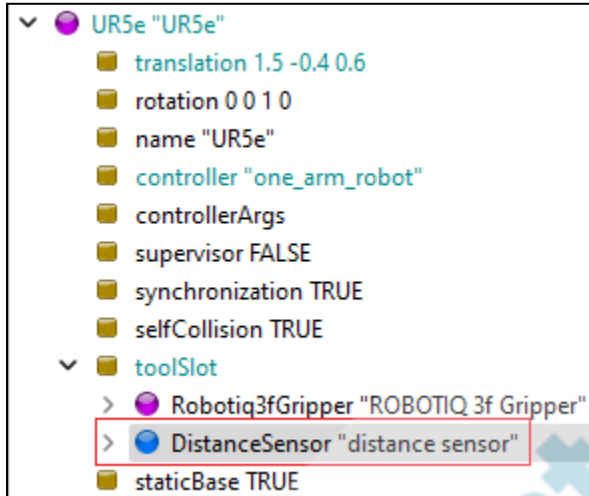 UR5e "UR5e"
translation 1.5 -0.4 0.6
rotation 0 0 1 0
name "UR5e"
controller "one_arm_robot"
controllerArgs
supervisor FALSE
synchronization TRUE
selfCollision TRUE
toolSlot
Robotiq3fGripper "ROBOTIQ 3f Gripper"
DistanceSensor "distance sensor"
staticBase TRUE